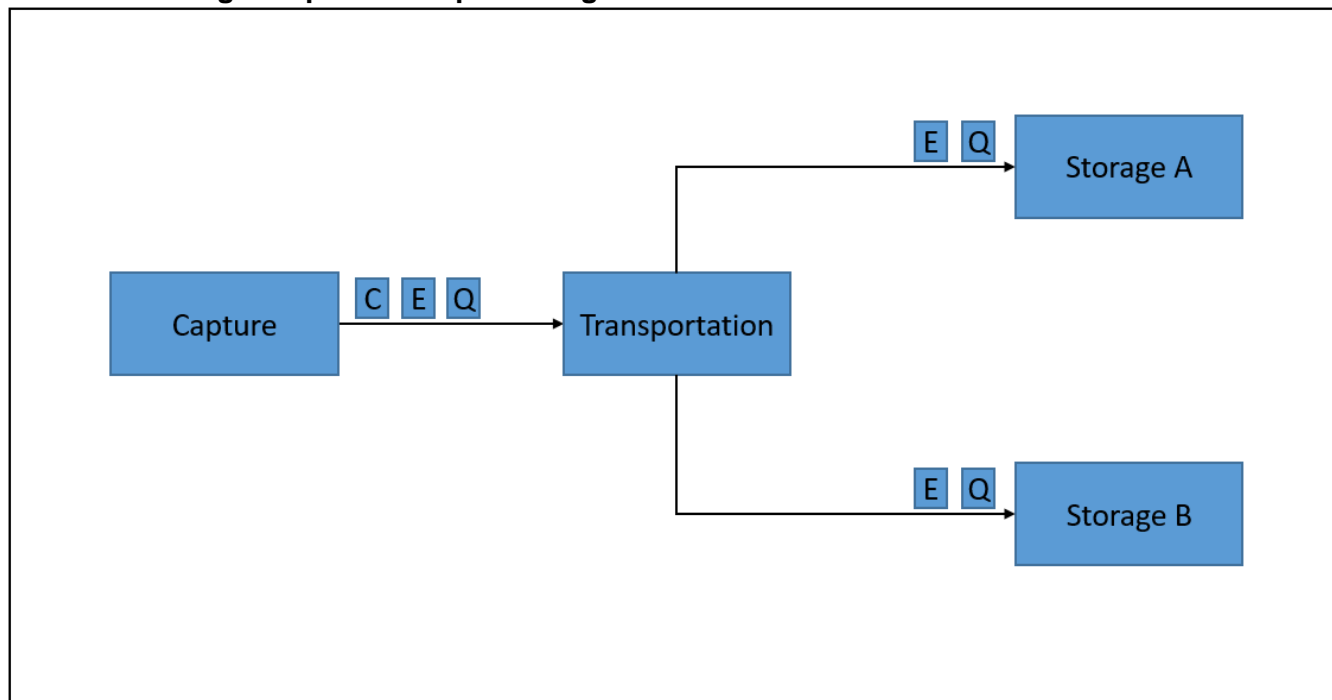 E Q
Storage A
C E Q
Capture
Transportation
E Q
Storage B